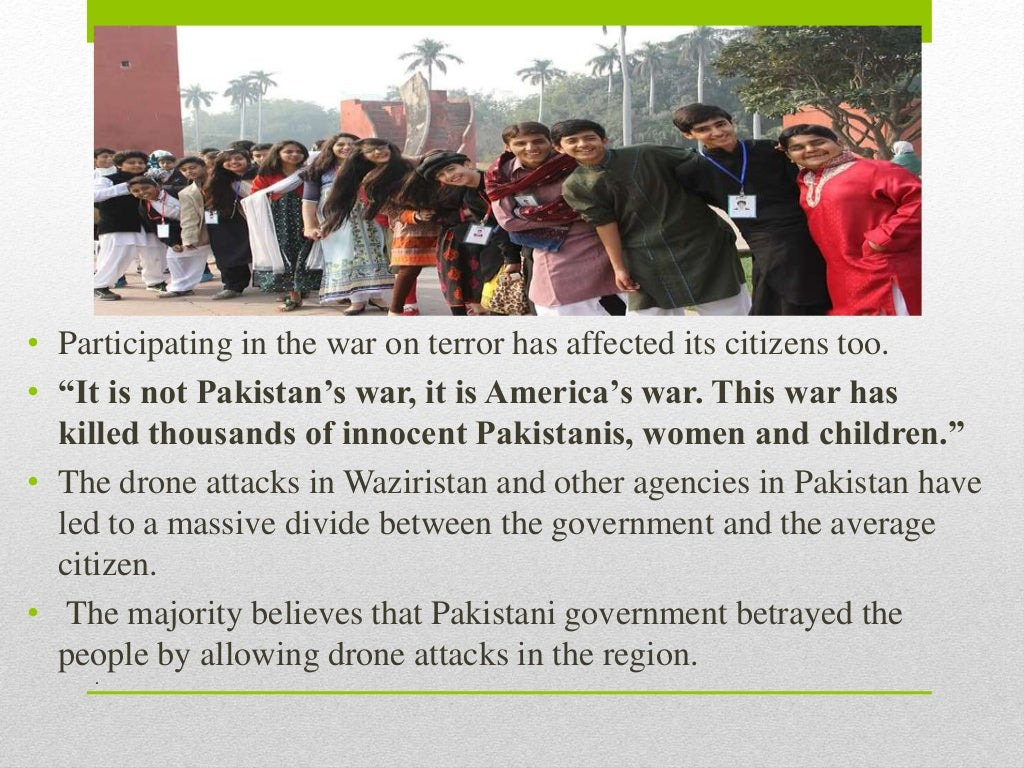 • Participating in the war on terror has affected its citizens too.
• “It is not Pakistan’s war, it is America’s war. This war has
killed thousands of innocent Pakistanis, women and children.”
• The drone attacks in Waziristan and other agencies in Pakistan have
led to a massive divide between the government and the average
citizen.
• The majority believes that Pakistani government betrayed the
people by allowing drone attacks in the region.
.